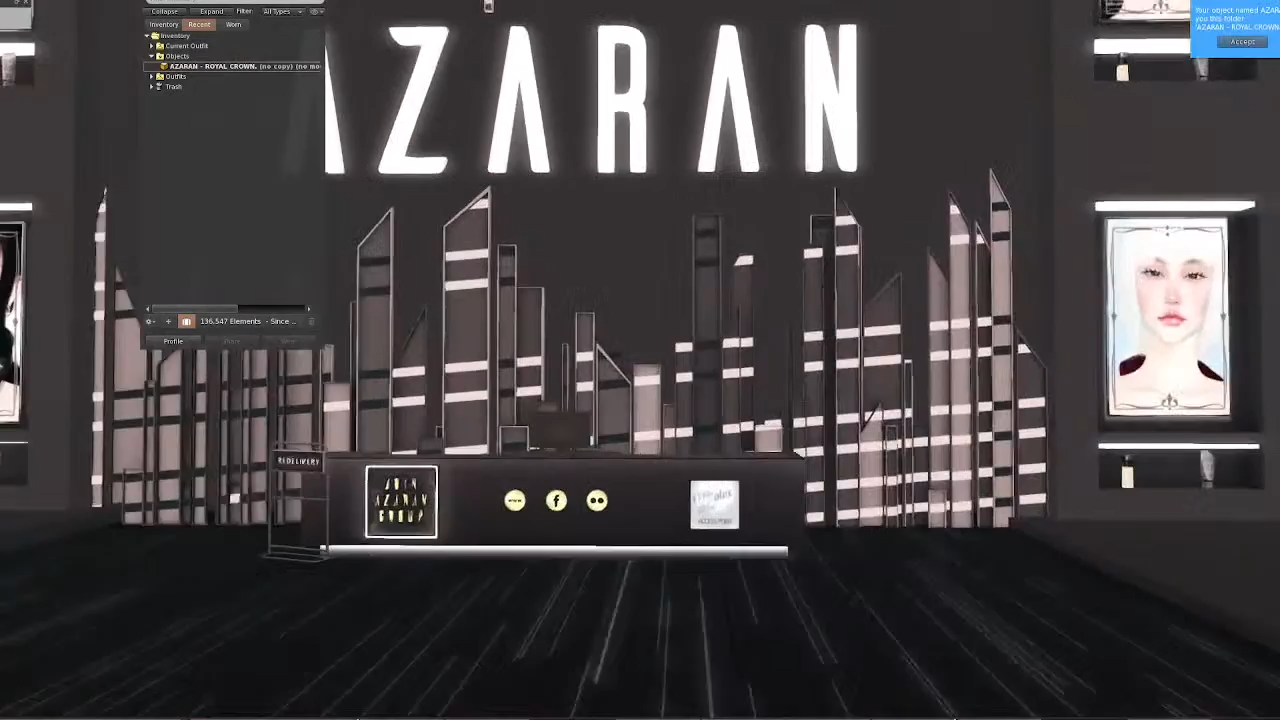 Collapse Expand Filter: All Types
Inventory Recent Worn
Inventory
Current Outfit
Objects
AZARAN - ROYAL CROWN. (no copy) (no mo
Outfits
Trash
136,547 Elements - Since ...
Profile
Your object named AZAR
you this folder
'AZARAN - ROYAL CROWN
Accept
AZARAN
REDELIVERY
JOIN
AZARAN
GROUP
f